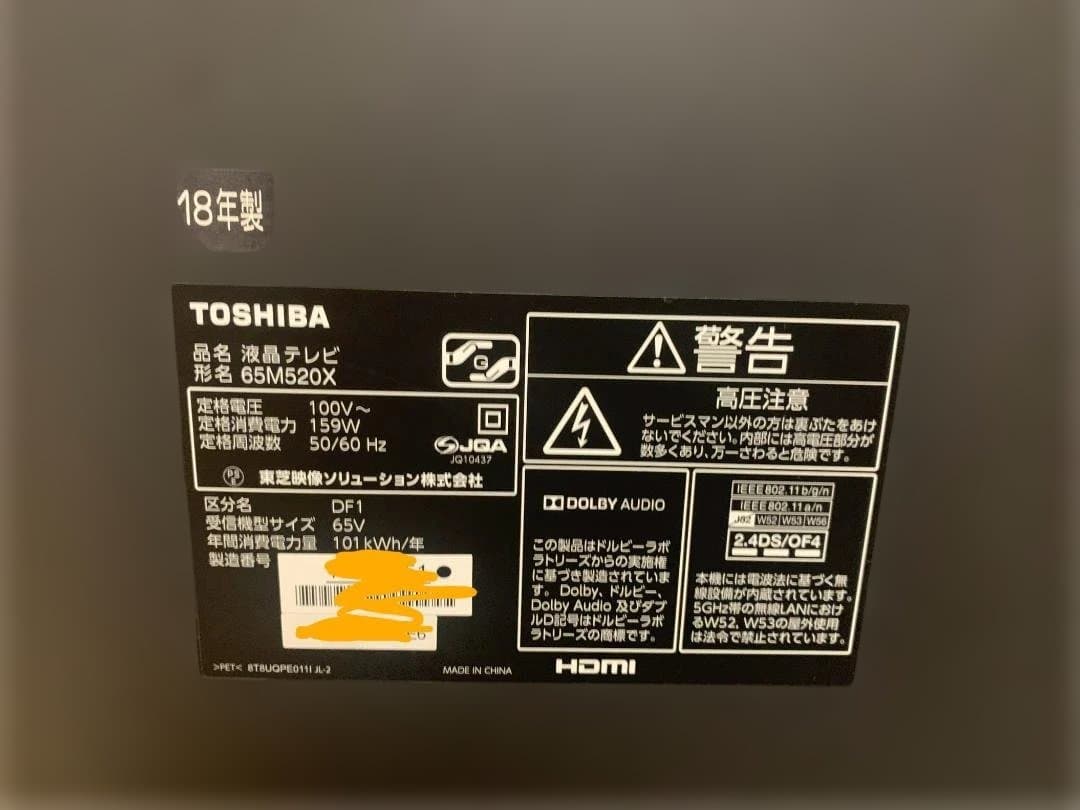 18年製
TOSHIBA
品名 液晶テレビ
形名 65M520X
G
定格電圧 100V～
定格消費電力 159W
定格周波数 50/60 Hz
JQA
JQ10437
PS
E
東芝映像ソリューション株式会社
区分名 DF1
受信機型サイズ 65V
年間消費電力量 101kWh/年
製造番号
>PET< 8T8UQPE011I JL-2
MADE IN CHINA
警告
高圧注意
サービスマン以外の方は裏ぶたをあけ
ないでください。内部には高電圧部分が
数多くあり、万一さわると危険です。
DOLBY AUDIO
この製品はドルビーラボ
ラトリーズからの実施権
に基づき製造されていま
す。Dolby、ドルビー、
Dolby Audio 及びダブ
ルD記号はドルビーラボ
ラトリーズの商標です。
IEEE802.11b/g/n
IEEE802.11a/n
J52 W52 W53 W56
2.4DS/OF4
本機には電波法に基づく無
線設備が内蔵されています。
5GHz帯の無線LANにおけ
るW52、W53の屋外使用
は法令で禁止されています。
HDMI